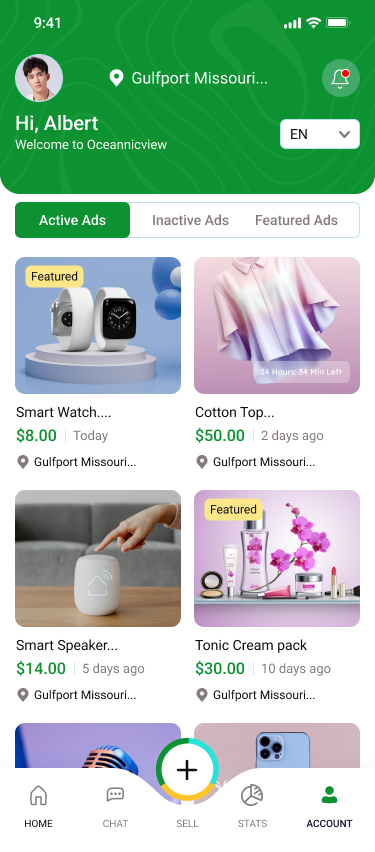 9:41
Gulfport Missouri...
Hi, Albert
Welcome to Oceannicview
EN
Active Ads
Inactive Ads
Featured Ads
Featured
24 Hours: 34 Min Left
Smart Watch....
Cotton Top...
$8.00
Today
$50.00
2 days ago
Gulfport Missouri...
Gulfport Missouri...
Featured
Smart Speaker...
Tonic Cream pack
$14.00
5 days ago
$30.00
10 days ago
Gulfport Missouri...
Gulfport Missouri...
HOME
CHAT
SELL
STATS
ACCOUNT